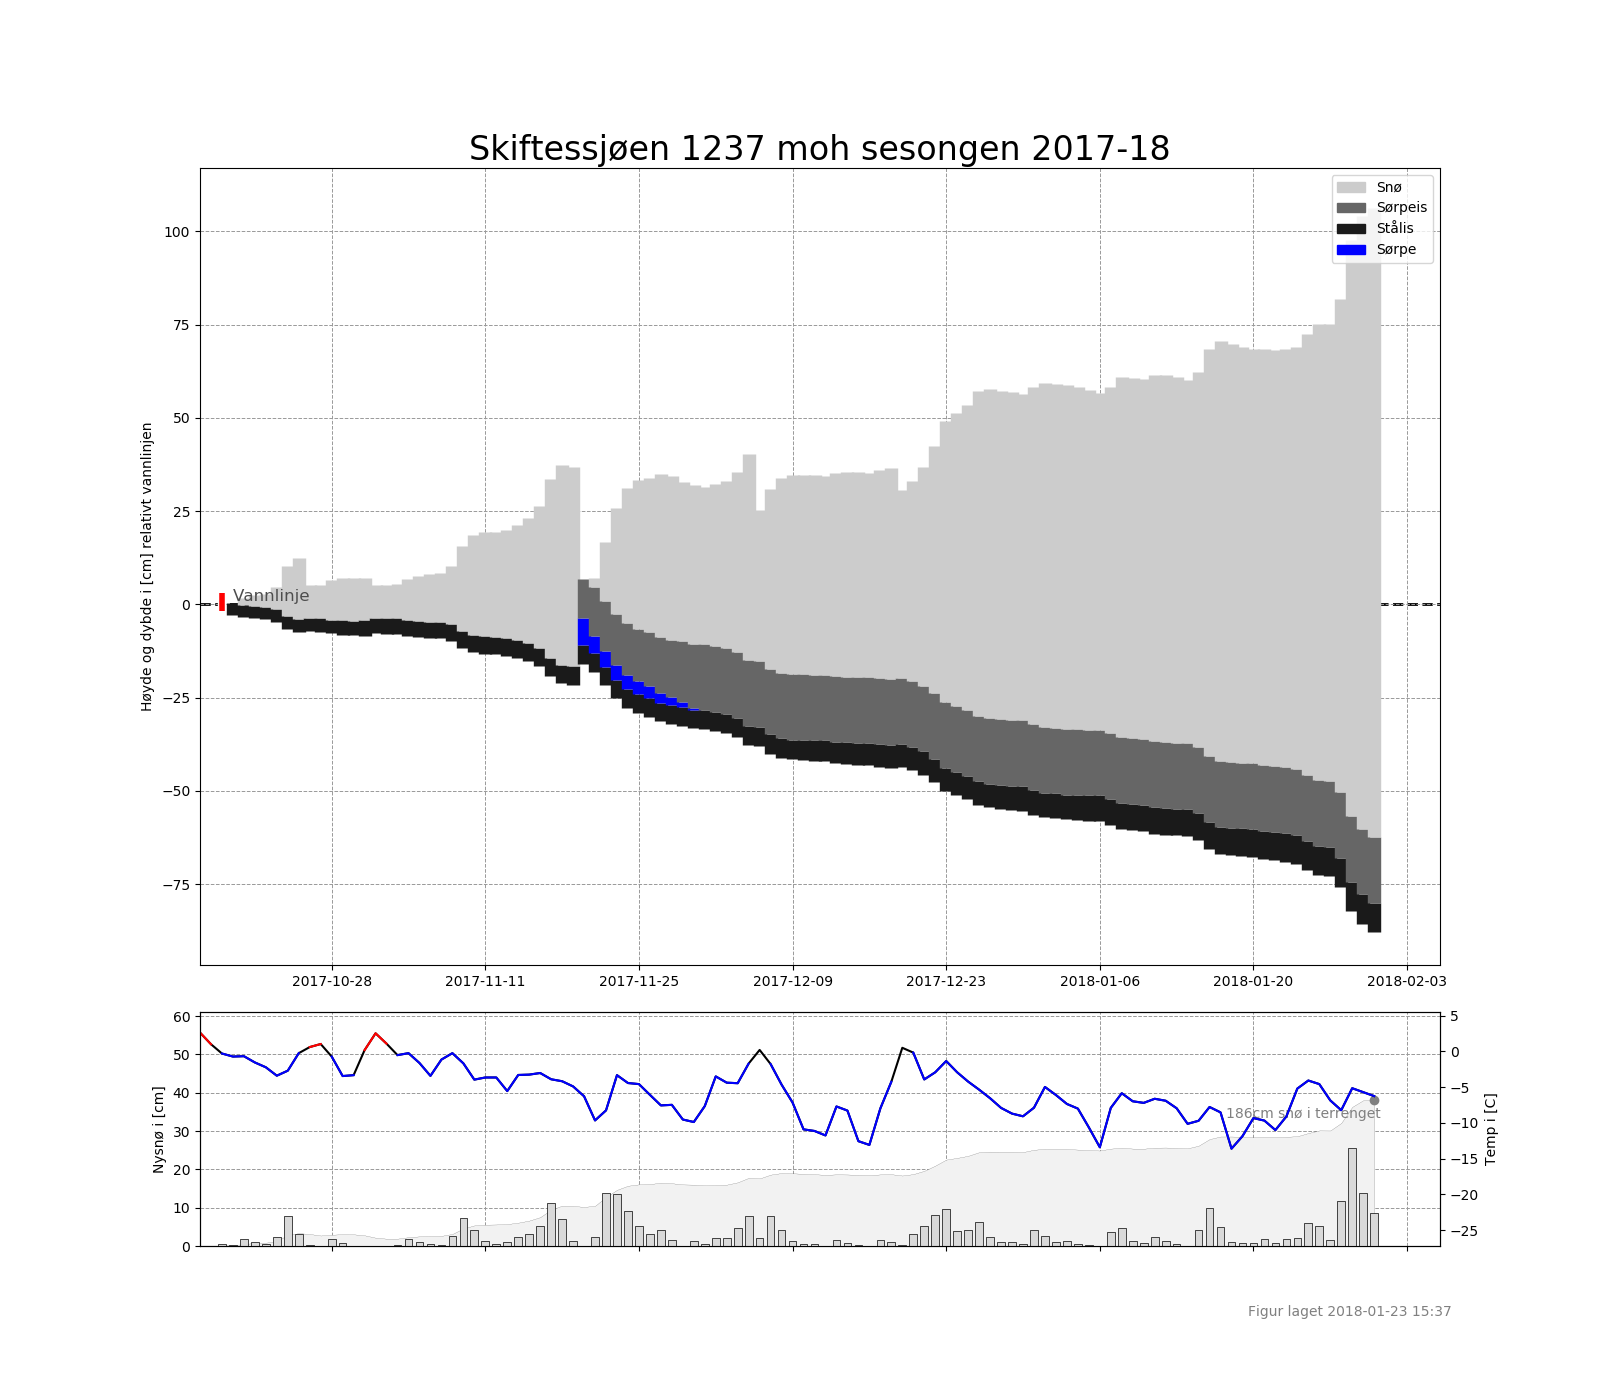 Skiftessjøen 1237 moh sesongen 2017-18
Snø
Sørpeis
Stålis
Sørpe
100
75
50
25
0
−25
−50
−75
Høyde og dybde i [cm] relativt vannlinjen
Vannlinje
2017-10-28 2017-11-11 2017-11-25 2017-12-09 2017-12-23 2018-01-06 2018-01-20 2018-02-03
60
50
40
30
20
10
0
Nysnø i [cm]
186cm snø i terrenget
5
0
−5
−10
−15
−20
−25
Temp i [C]
Figur laget 2018-01-23 15:37